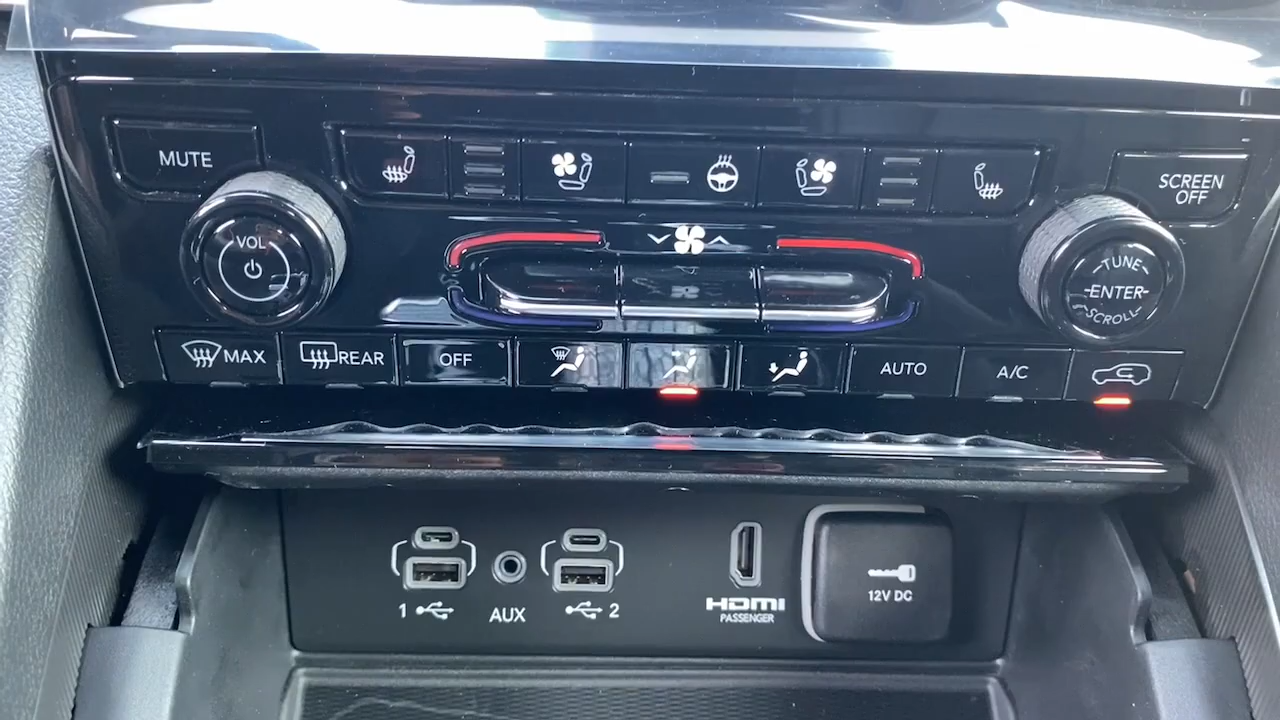 MUTE
SCREEN
OFF
VOL
TUNE
ENTER
SCROLL
MAX
REAR
OFF
AUTO
A/C
1
2
AUX
HDMI
PASSENGER
12V DC